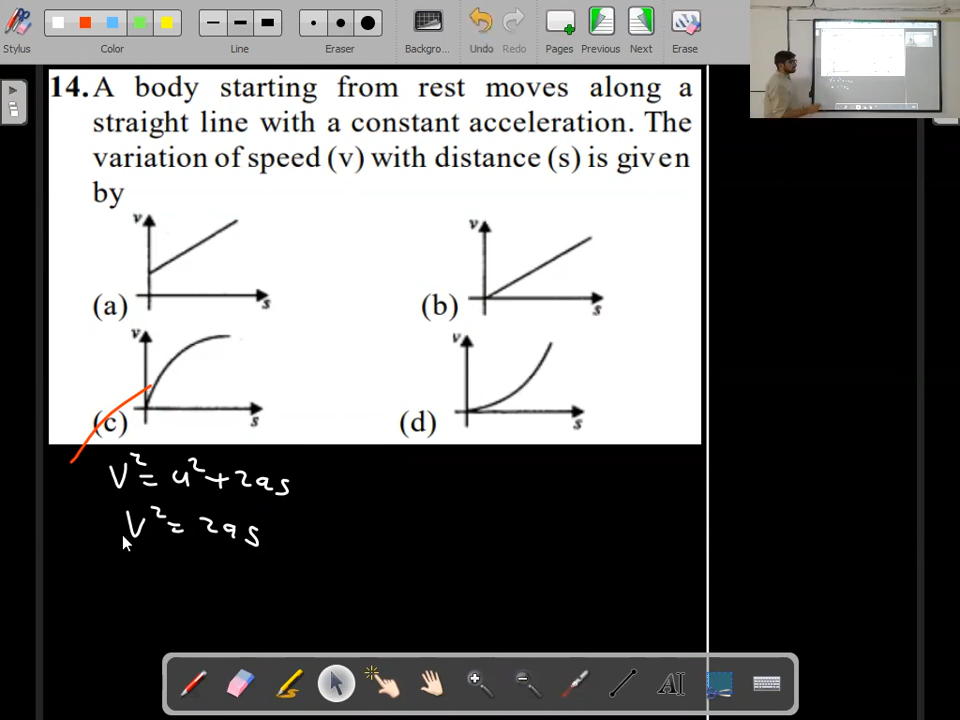 Stylus
Color
Line
Eraser
Backgro...
Undo
Redo
Pages
Previous
Next
Erase
14. A body starting from rest moves along a
straight line with a constant acceleration. The
variation of speed (v) with distance (s) is given
by
v
s
(a)
v
s
(b)
v
s
(c)
v
s
(d)
V² = u² + 2as
V² = 2as